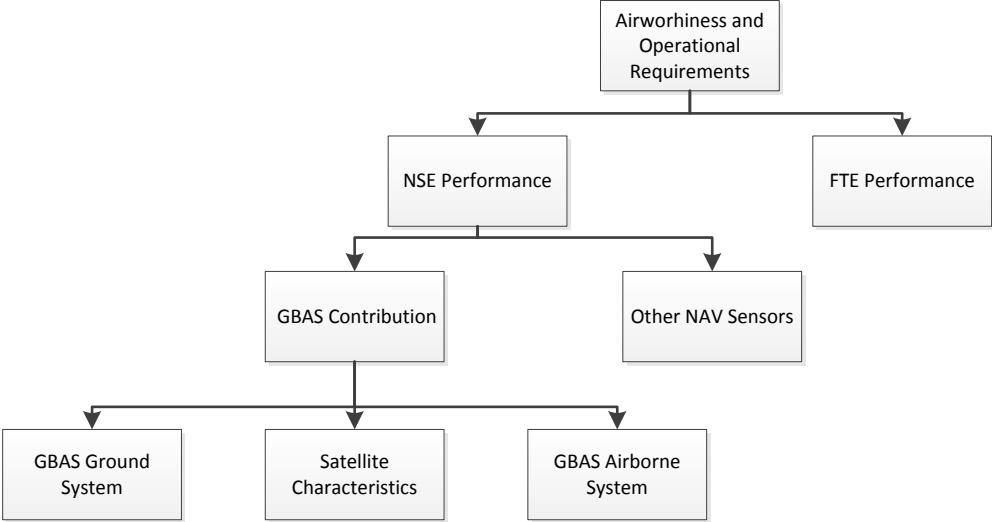 Airworhiness and
Operational
Requirements
NSE Performance
FTE Performance
GBAS Contribution
Other NAV Sensors
GBAS Ground
System
Satellite
Characteristics
GBAS Airborne
System